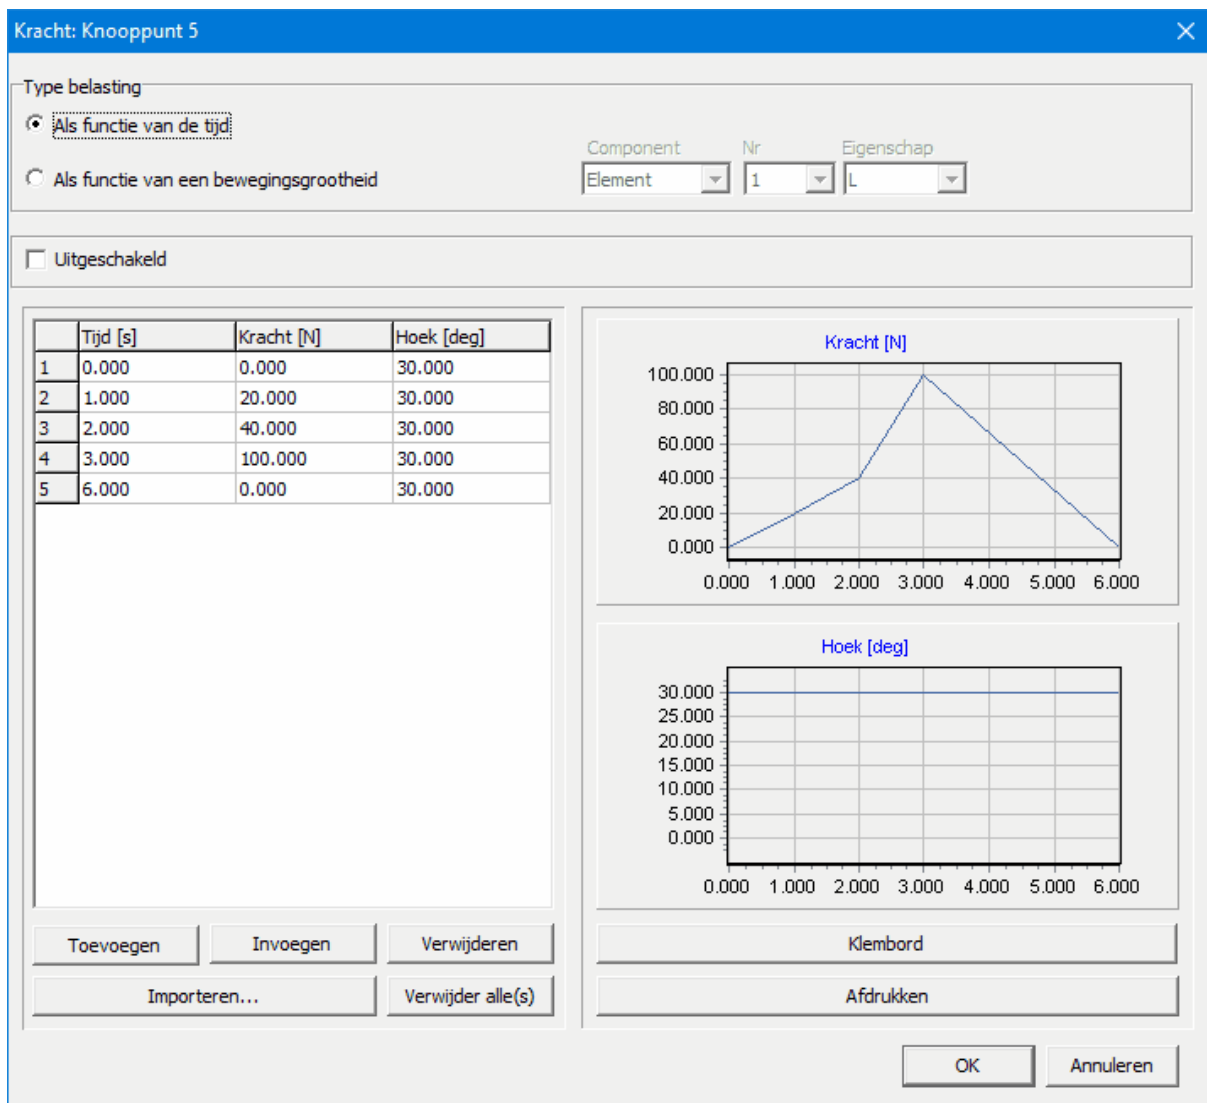 Kracht: Knooppunt 5
Type belasting
Als functie van de tijd
Component Nr Eigenschap
Als functie van een bewegingsgrootheid Element 1 L
Uitgeschakeld
Tijd [s] Kracht [N] Hoek [deg]
1 0.000 0.000 30.000
2 1.000 20.000 30.000
3 2.000 40.000 30.000
4 3.000 100.000 30.000
5 6.000 0.000 30.000
Toevoegen Invoegen Verwijderen
Importeren... Verwijder alle(s)
Kracht [N]
100.000
80.000
60.000
40.000
20.000
0.000
0.000 1.000 2.000 3.000 4.000 5.000 6.000
Hoek [deg]
30.000
25.000
20.000
15.000
10.000
5.000
0.000
0.000 1.000 2.000 3.000 4.000 5.000 6.000
Klembord
Afdrukken
OK Annuleren